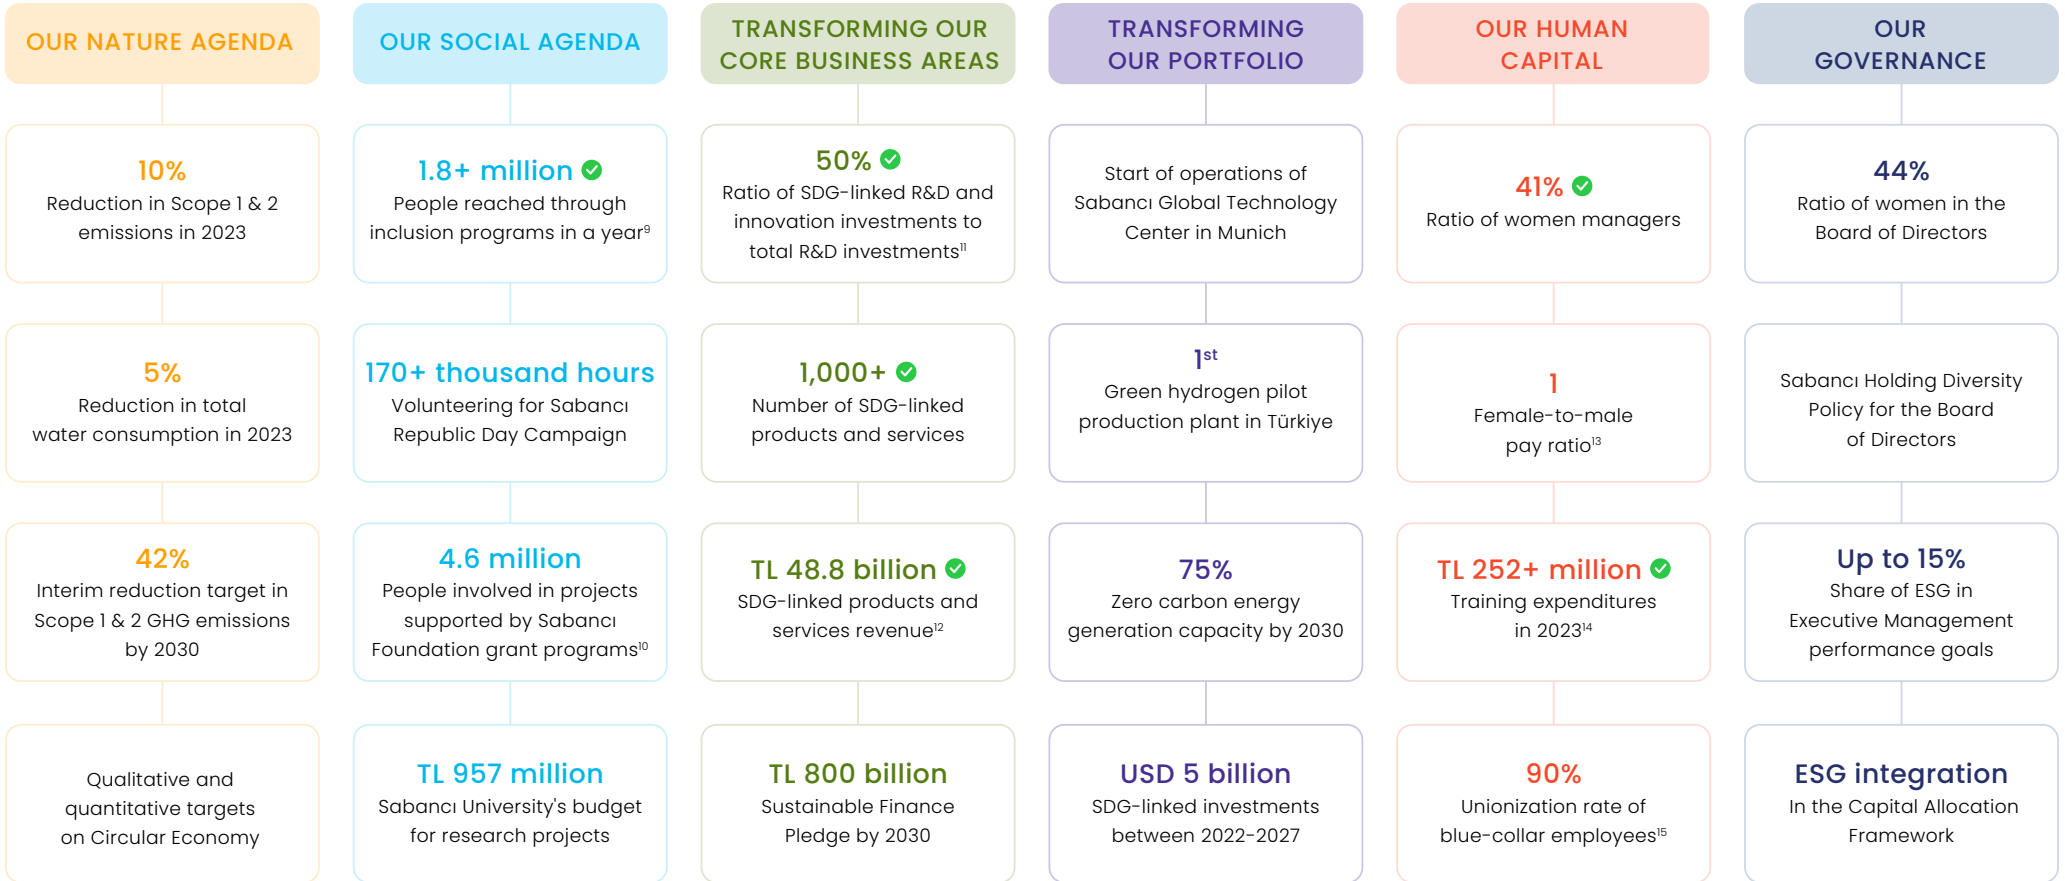 OUR NATURE AGENDA
10%
Reduction in Scope 1 & 2
emissions in 2023
5%
Reduction in total
water consumption in 2023
42%
Interim reduction target in
Scope 1 & 2 GHG emissions
by 2030
Qualitative and
quantitative targets
on Circular Economy
OUR SOCIAL AGENDA
1.8+ million
People reached through
inclusion programs in a year⁹
170+ thousand hours
Volunteering for Sabancı
Republic Day Campaign
4.6 million
People involved in projects
supported by Sabancı
Foundation grant programs¹⁰
TL 957 million
Sabancı University's budget
for research projects
TRANSFORMING OUR
CORE BUSINESS AREAS
50%
Ratio of SDG-linked R&D and
innovation investments to
total R&D investments¹¹
1,000+
Number of SDG-linked
products and services
TL 48.8 billion
SDG-linked products and
services revenue¹²
TL 800 billion
Sustainable Finance
Pledge by 2030
TRANSFORMING
OUR PORTFOLIO
Start of operations of
Sabancı Global Technology
Center in Munich
1st
Green hydrogen pilot
production plant in Türkiye
75%
Zero carbon energy
generation capacity by 2030
USD 5 billion
SDG-linked investments
between 2022-2027
OUR HUMAN
CAPITAL
41%
Ratio of women managers
1
Female-to-male
pay ratio¹³
TL 252+ million
Training expenditures
in 2023¹⁴
90%
Unionization rate of
blue-collar employees¹⁵
OUR
GOVERNANCE
44%
Ratio of women in the
Board of Directors
Sabancı Holding Diversity
Policy for the Board
of Directors
Up to 15%
Share of ESG in
Executive Management
performance goals
ESG integration
In the Capital Allocation
Framework